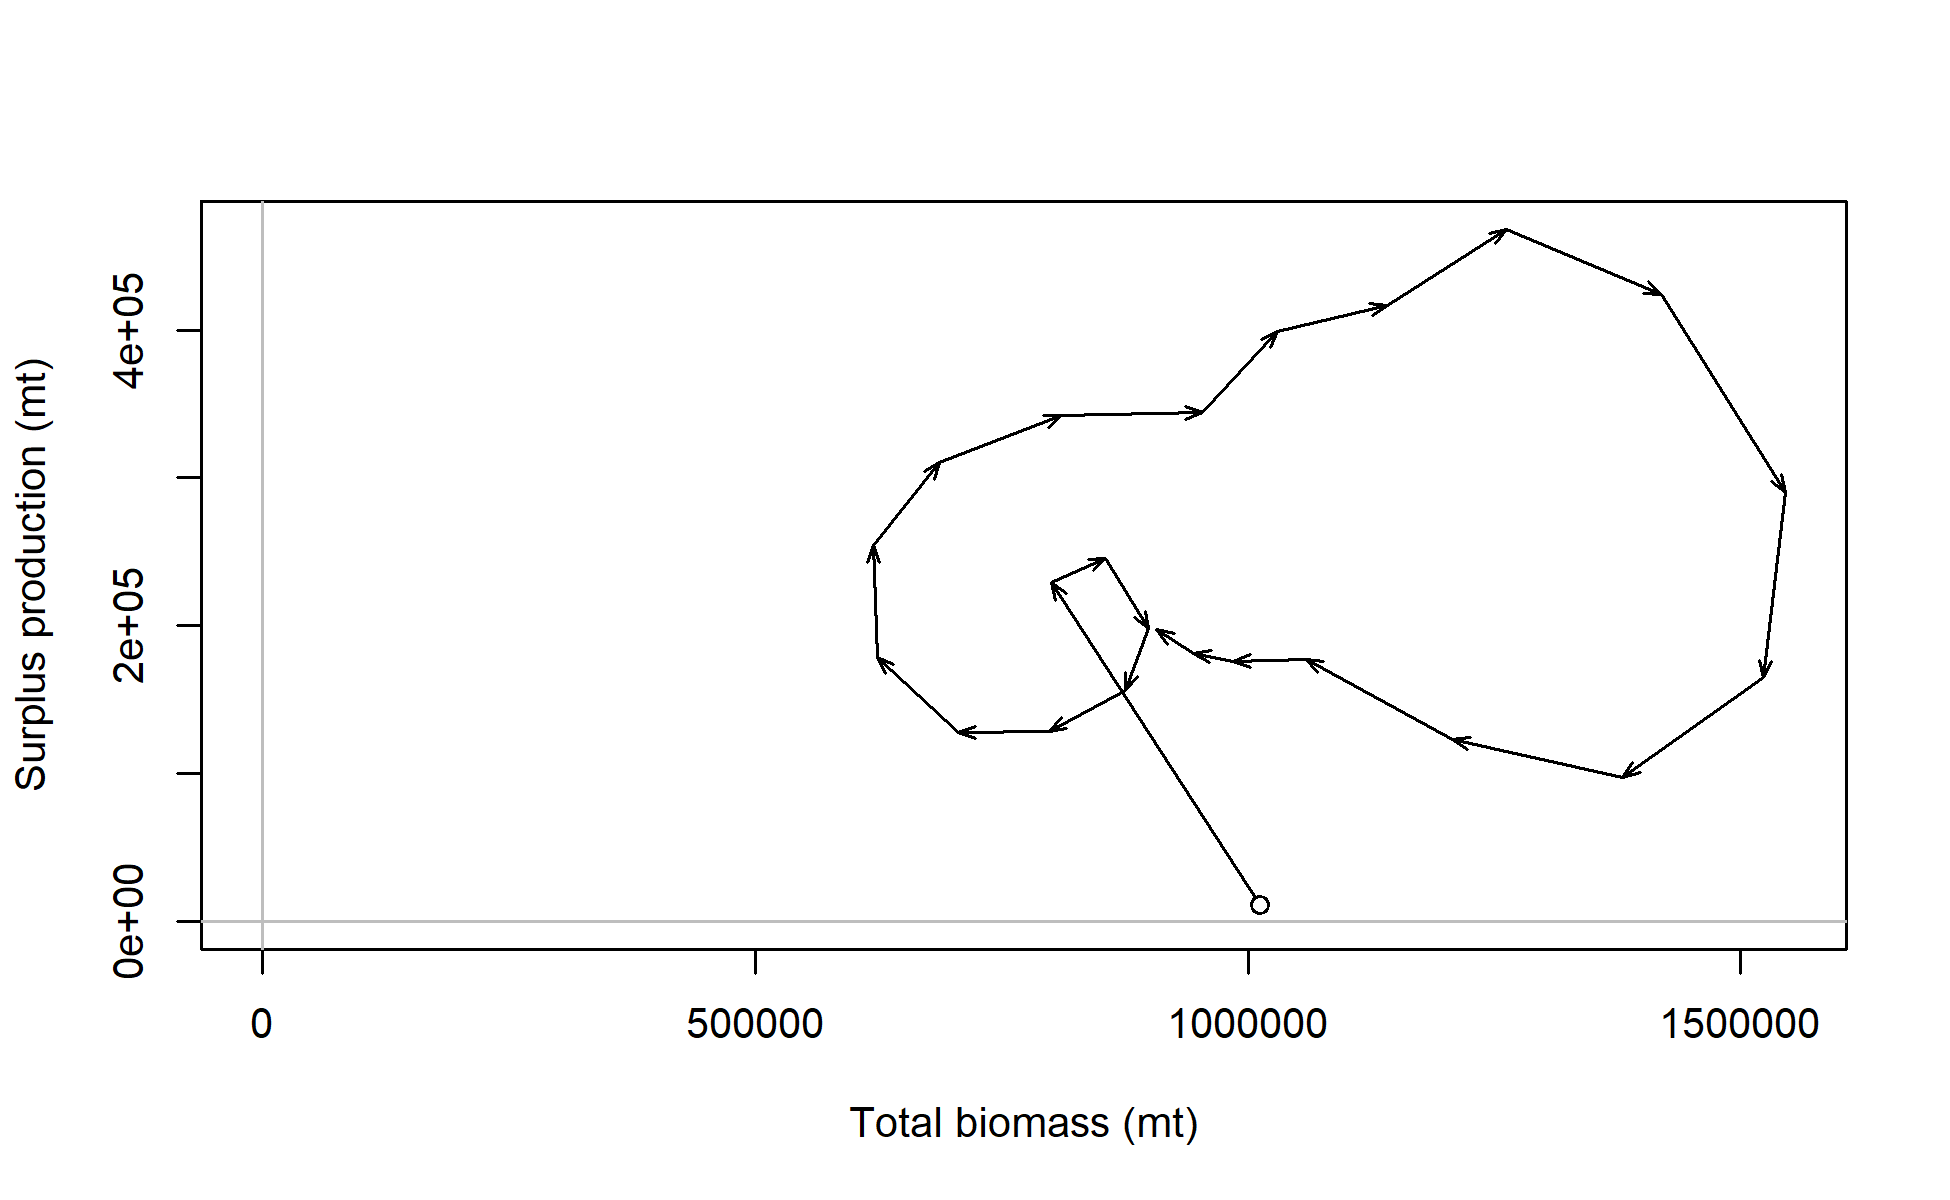 Surplus production (mt)
4e+05
2e+05
0e+00
0 500000 1000000 1500000
Total biomass (mt)